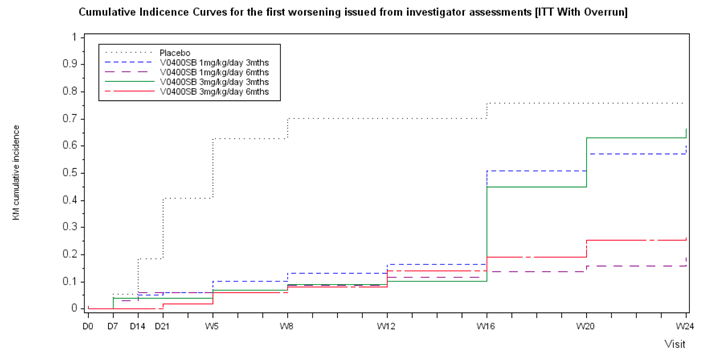 Cumulative Indicence Curves for the first worsening issued from investigator assessments [ITT With Overrun]
Placebo
V0400SB 1mg/kg/day 3mths
V0400SB 1mg/kg/day 6mths
V0400SB 3mg/kg/day 3mths
V0400SB 3mg/kg/day 6mths
KM cumulative incidence
1
0.9
0.8
0.7
0.6
0.5
0.4
0.3
0.2
0.1
0
D0 D7 D14 D21 W5 W8 W12 W16 W20 W24
Visit